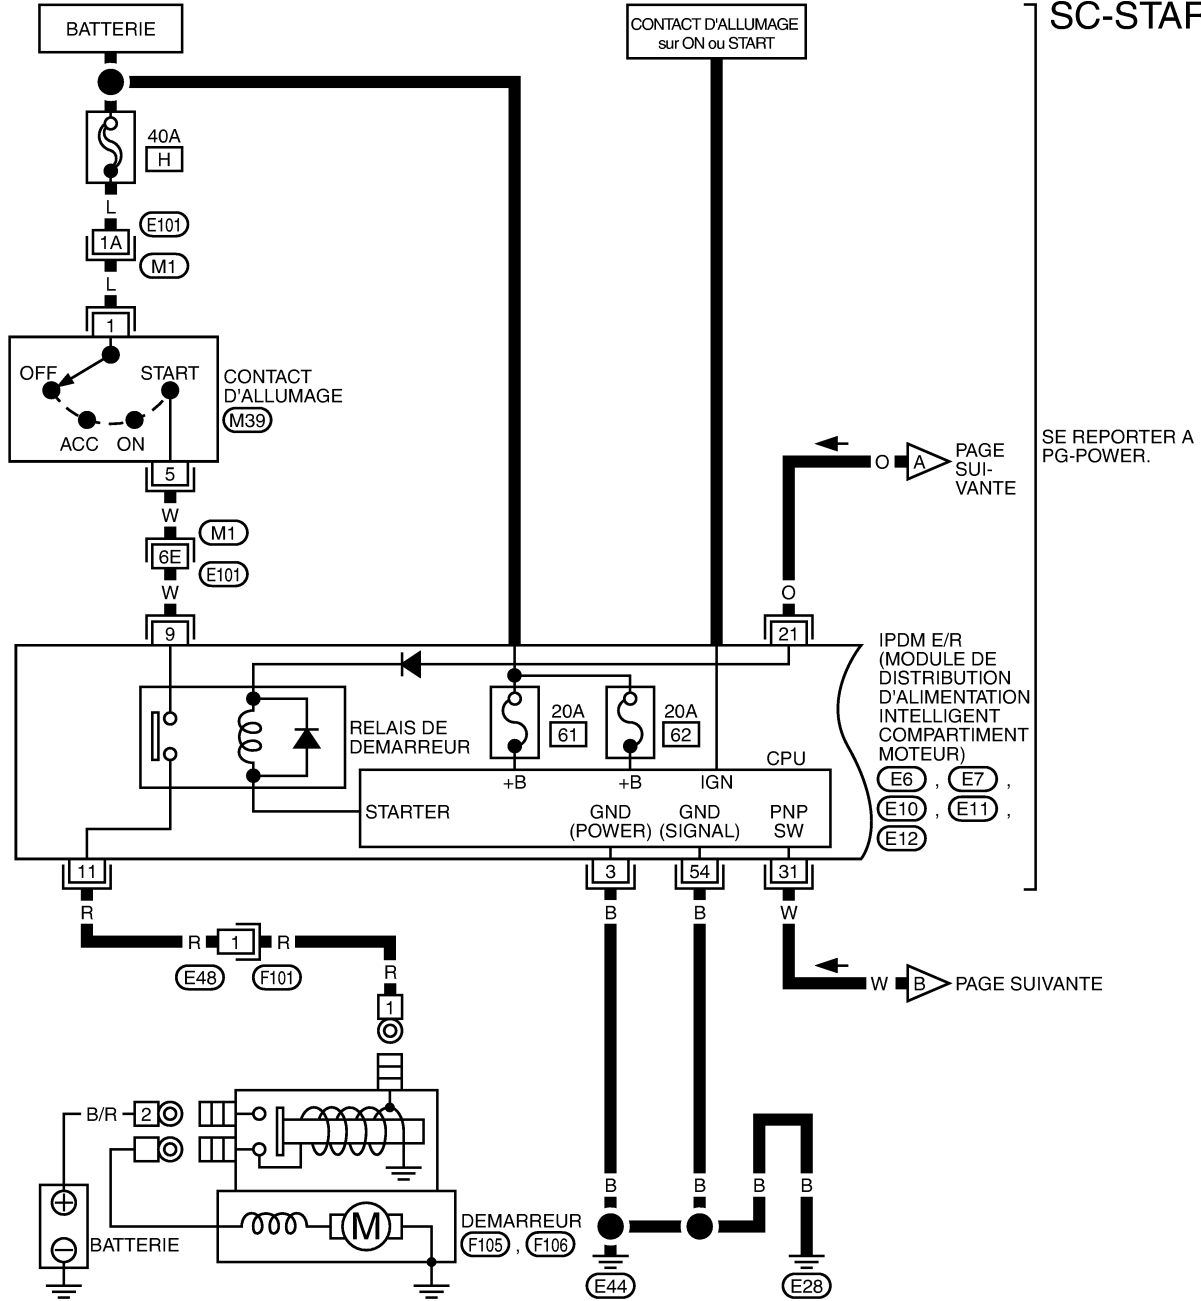 BATTERIE
CONTACT D'ALLUMAGE
sur ON ou START
SC-STAR
40A
H
L
E101
1A
M1
L
1
OFF
START
ACC
ON
CONTACT
D'ALLUMAGE
M39
5
W
M1
6E
E101
W
9
SE REPORTER A
PG-POWER.
O
A
PAGE
SUI-
VANTE
O
21
IPDM E/R
(MODULE DE
DISTRIBUTION
D'ALIMENTATION
INTELLIGENT
COMPARTIMENT
MOTEUR)
E6 , E7 ,
E10 , E11 ,
E12
RELAIS DE
DEMARREUR
20A
61
20A
62
CPU
+B
+B
IGN
STARTER
GND
(POWER)
GND
(SIGNAL)
PNP
SW
11
3
54
31
R
B
B
W
R
1
R
E48
F101
R
1
W
B
PAGE SUIVANTE
B/R
2
M
BATTERIE
DEMARREUR
F105 , F106
B
B
B
B
E44
E28